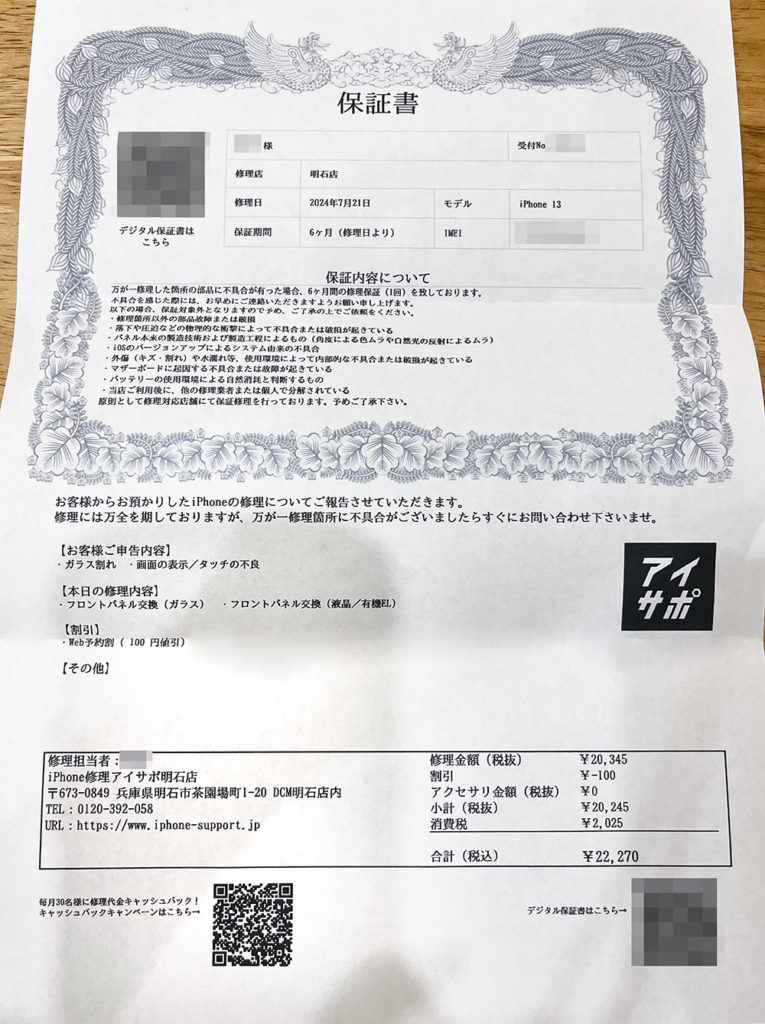 保証書
様
受付No
修理店 明石店
修理日 2024年7月21日 モデル iPhone 13
保証期間 6ヶ月（修理日より） IMEI
デジタル保証書は
こちら
保証内容について
万が一修理した箇所の部品に不具合が有った場合、6ヶ月間の修理保証（1回）を致しております。
不具合を感じた際には、お早めにご連絡いただきますようお願い申し上げます。
以下の場合、保証対象外となりますので予め、ご了承の上でご依頼をください。
・修理箇所以外の部品故障または破損
・落下や圧迫などの物理的な衝撃によって不具合または破損が起きている
・パネル本来の製造技術および製造工程によるもの（角度による色ムラや自然光の反射によるムラ）
・iOSのバージョンアップによるシステム由来の不具合
・外傷（キズ・割れ）や水濡れ等、使用環境によって内部的な不具合または破損が起きている
・マザーボードに起因する不具合または故障が起きている
・バッテリーの使用環境による自然消耗と判断するもの
・当店ご利用後に、他の修理業者または個人で分解されている
原則として修理対応店舗にて保証修理を行っております。予めご了承下さい。
お客様からお預かりしたiPhoneの修理についてご報告させていただきます。
修理には万全を期しておりますが、万が一修理箇所に不具合がございましたらすぐにお問い合わせ下さいませ。
【お客様ご申告内容】
・ガラス割れ ・画面の表示／タッチの不良
【本日の修理内容】
・フロントパネル交換（ガラス） ・フロントパネル交換（液晶／有機EL）
【割引】
・Web予約割（ 100 円値引）
【その他】
アイ
サポ
修理担当者：
iPhone修理アイサポ明石店
〒673-0849 兵庫県明石市茶園場町1-20 DCM明石店内
TEL：0120-392-058
URL：https://www.iphone-support.jp
修理金額（税抜） ￥20,345
割引 ￥-100
アクセサリ金額（税抜） ￥0
小計（税抜） ￥20,245
消費税 ￥2,025
合計（税込） ￥22,270
毎月30名様に修理代金キャッシュバック！
キャッシュバックキャンペーンはこちら→
デジタル保証書はこちら→